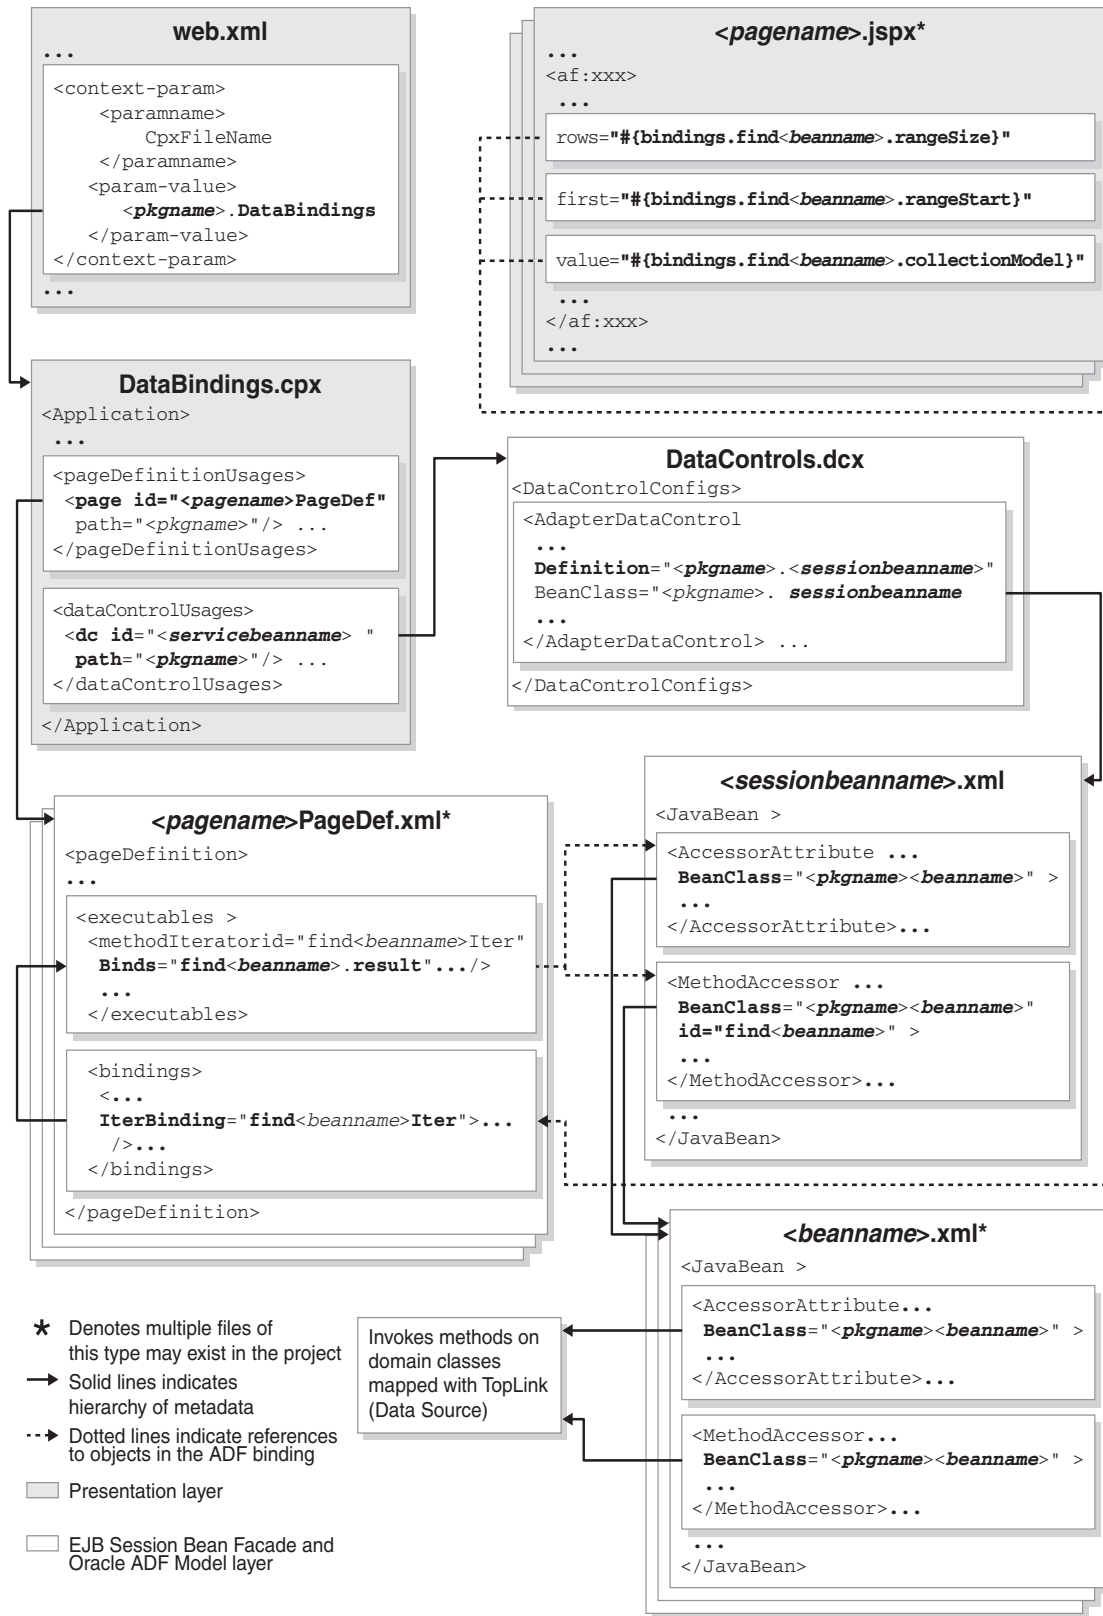 web.xml
...
<context-param>
<paramname>
CpxFileName
</paramname>
<param-value>
<pkgname>.DataBindings
</param-value>
</context-param>
...
<pagename>.jspx*
...
<af:xxx>
...
rows="#{bindings.find<beanname>.rangeSize}"
first="#{bindings.find<beanname>.rangeStart}"
value="#{bindings.find<beanname>.collectionModel}"
...
</af:xxx>
...
DataBindings.cpx
<Application>
...
<pageDefinitionUsages>
<page id="<pagename>PageDef"
path="<pkgname>"/> ...
</pageDefinitionUsages>
<dataControlUsages>
<dc id="<servicebeanname> "
path="<pkgname>"/> ...
</dataControlUsages>
</Application>
DataControls.dcx
<DataControlConfigs>
<AdapterDataControl
...
Definition="<pkgname>.<sessionbeanname>"
BeanClass="<pkgname>. sessionbeanname
...
</AdapterDataControl> ...
</DataControlConfigs>
<pagename>PageDef.xml*
<pageDefinition>
...
<executables >
<methodIteratorid="find<beanname>Iter"
Binds="find<beanname>.result".../>
...
</executables>
<bindings>
<...
IterBinding="find<beanname>Iter">...
/>...
</bindings>
</pageDefinition>
<sessionbeanname>.xml
<JavaBean >
<AccessorAttribute ...
BeanClass="<pkgname><beanname>" >
...
</AccessorAttribute>...
<MethodAccessor ...
BeanClass="<pkgname><beanname>"
id="find<beanname>" >
...
</MethodAccessor>...
...
</JavaBean>
<beanname>.xml*
<JavaBean >
<AccessorAttribute...
BeanClass="<pkgname><beanname>" >
...
</AccessorAttribute>...
<MethodAccessor...
BeanClass="<pkgname><beanname>" >
...
</MethodAccessor>...
...
</JavaBean>
Invokes methods on
domain classes
mapped with TopLink
(Data Source)
* Denotes multiple files of
this type may exist in the project
Solid lines indicates
hierarchy of metadata
Dotted lines indicate references
to objects in the ADF binding
Presentation layer
EJB Session Bean Facade and
Oracle ADF Model layer